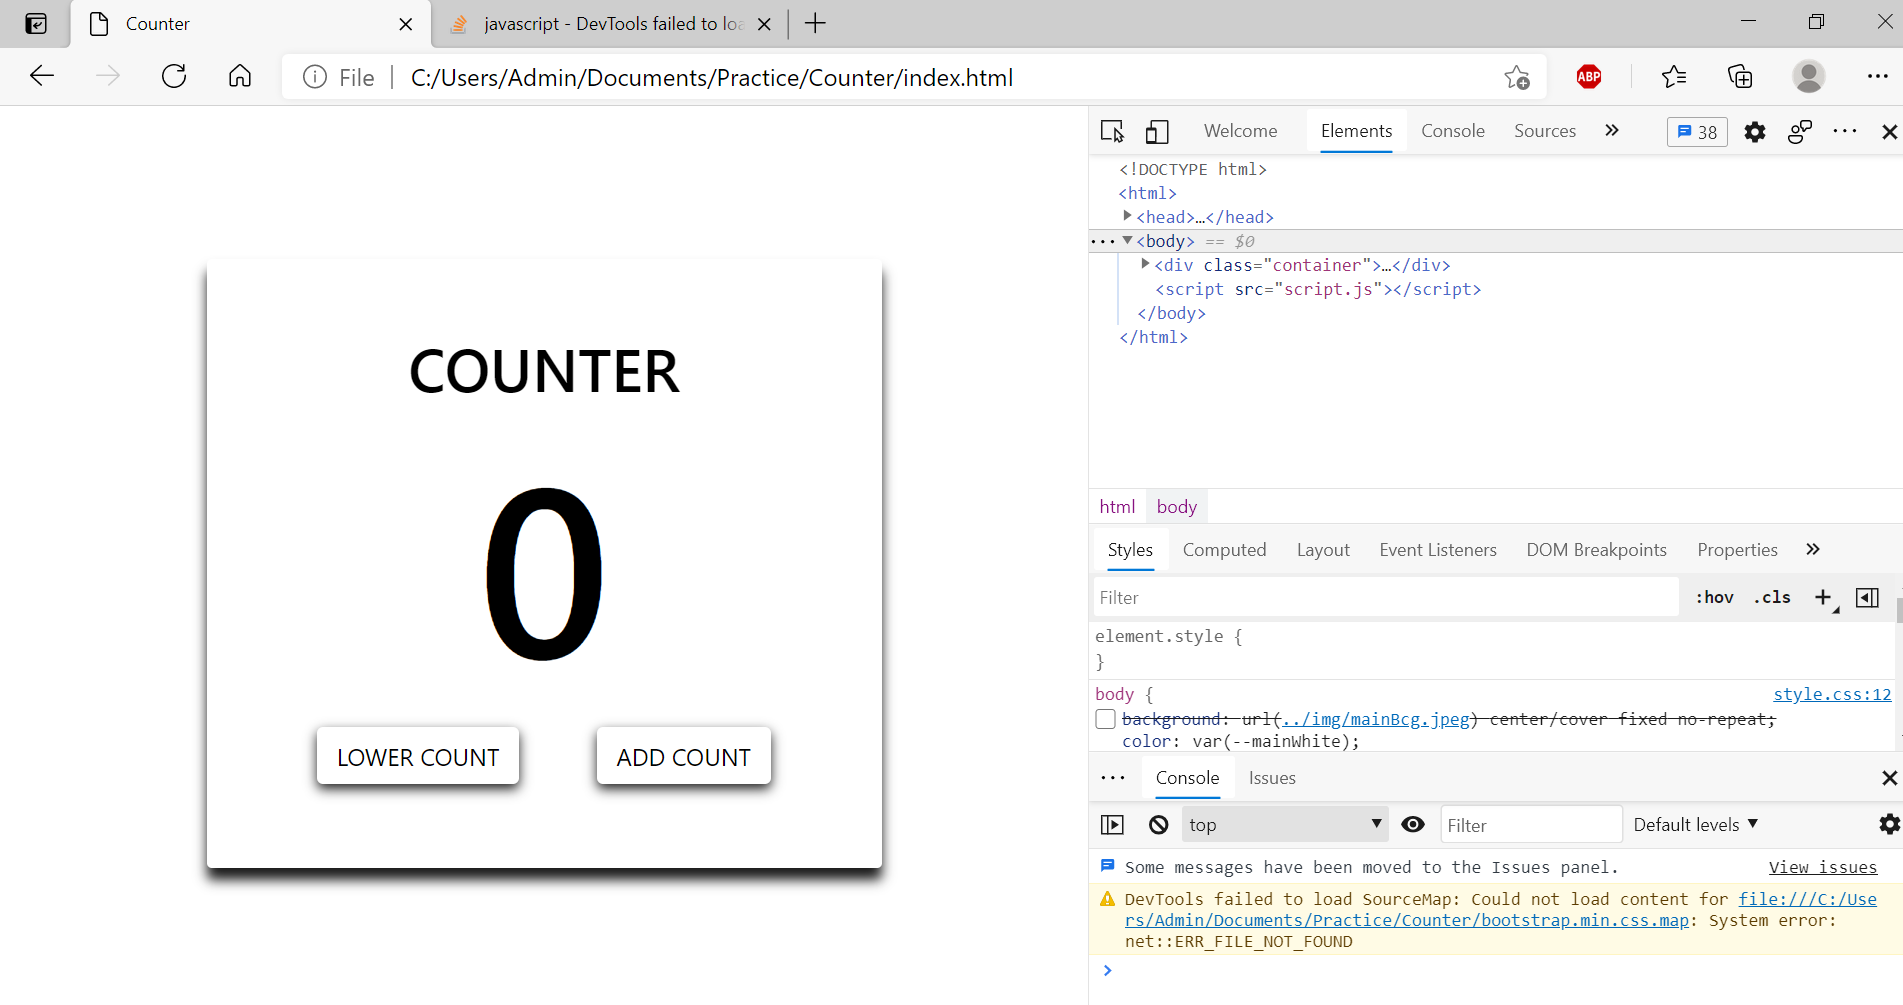 Counter
javascript - DevTools failed to loa
File
C:/Users/Admin/Documents/Practice/Counter/index.html
ABP
Welcome Elements Console Sources 38
<!DOCTYPE html>
<html>
<head>…</head>
<body> == $0
<div class="container">…</div>
<script src="script.js"></script>
</body>
</html>
COUNTER
0
LOWER COUNT ADD COUNT
html body
Styles Computed Layout Event Listeners DOM Breakpoints Properties
Filter :hov .cls
element.style {
}
body { style.css:12
background: url(../img/mainBcg.jpeg) center/cover fixed no-repeat;
color: var(--mainWhite);
Console Issues
top Filter Default levels
Some messages have been moved to the Issues panel. View issues
DevTools failed to load SourceMap: Could not load content for file:///C:/Use
rs/Admin/Documents/Practice/Counter/bootstrap.min.css.map: System error:
net::ERR_FILE_NOT_FOUND